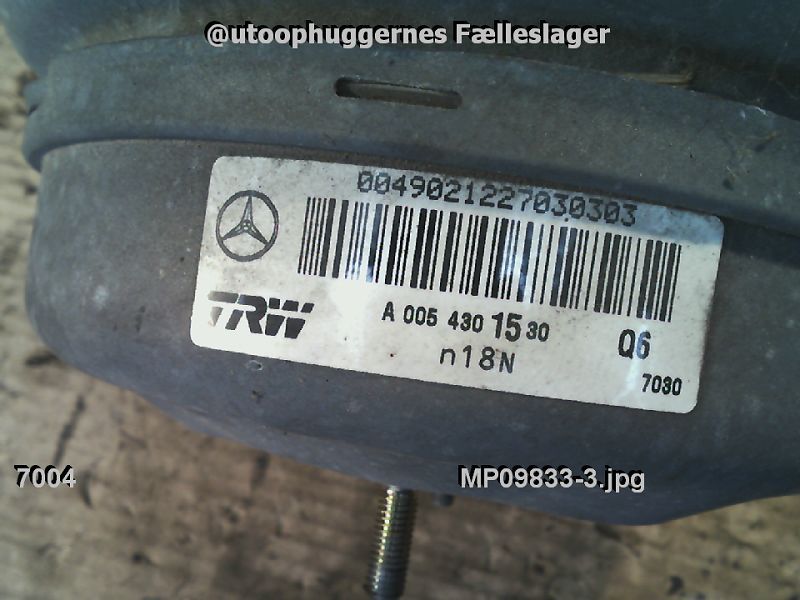 @utoophuggernes Fælleslager
0049021227030303
TRW
A 005 430 15 30
Q6
n18N
7030
7004
MP09833-3.jpg